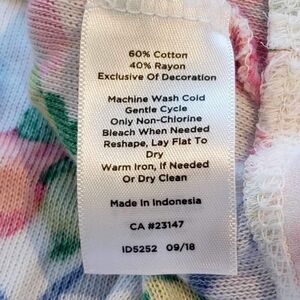 60% Cotton
40% Rayon
Exclusive Of Decoration
Machine Wash Cold
Gentle Cycle
Only Non-Chlorine
Bleach When Needed
Reshape, Lay Flat To
Dry
Warm Iron, If Needed
Or Dry Clean
Made In Indonesia
CA #23147
ID5252 09/18